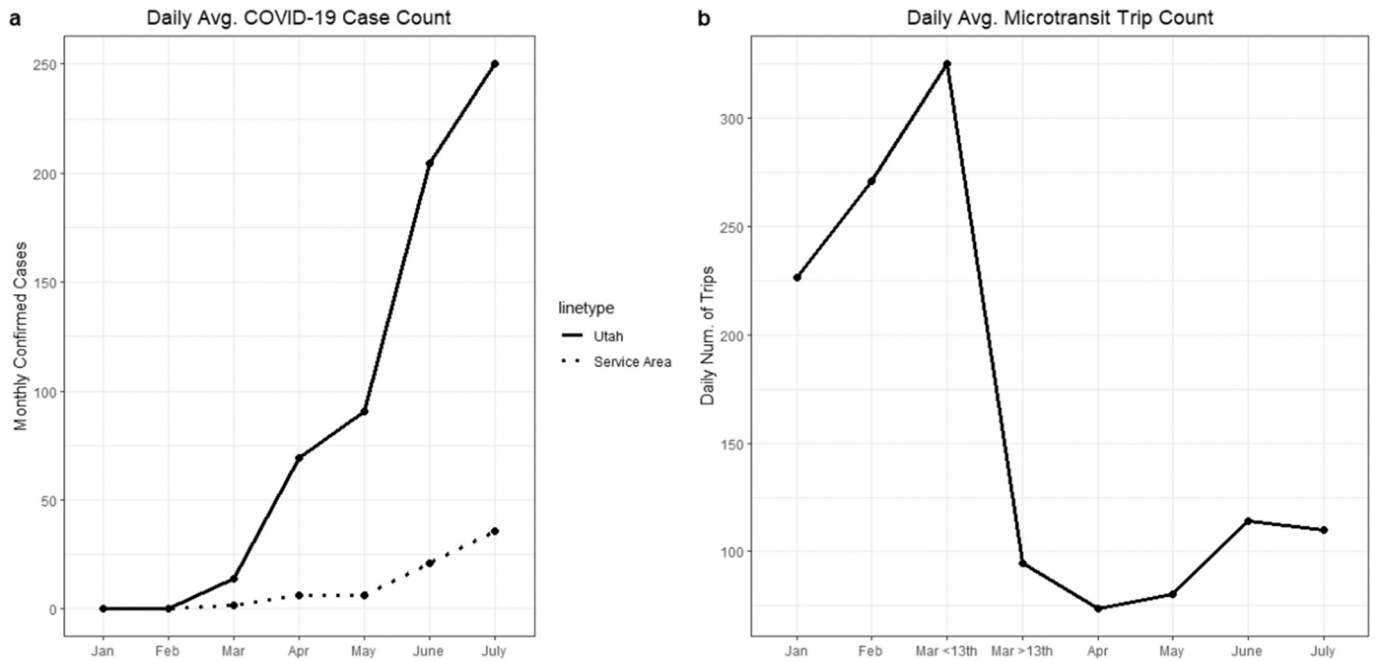 a
Daily Avg. COVID-19 Case Count
Monthly Confirmed Cases
250
200
150
100
50
0
Jan Feb Mar Apr May June July
linetype
Utah
Service Area
b
Daily Avg. Microtransit Trip Count
Daily Num. of Trips
300
250
200
150
100
Jan Feb Mar <13th Mar >13th Apr May June July